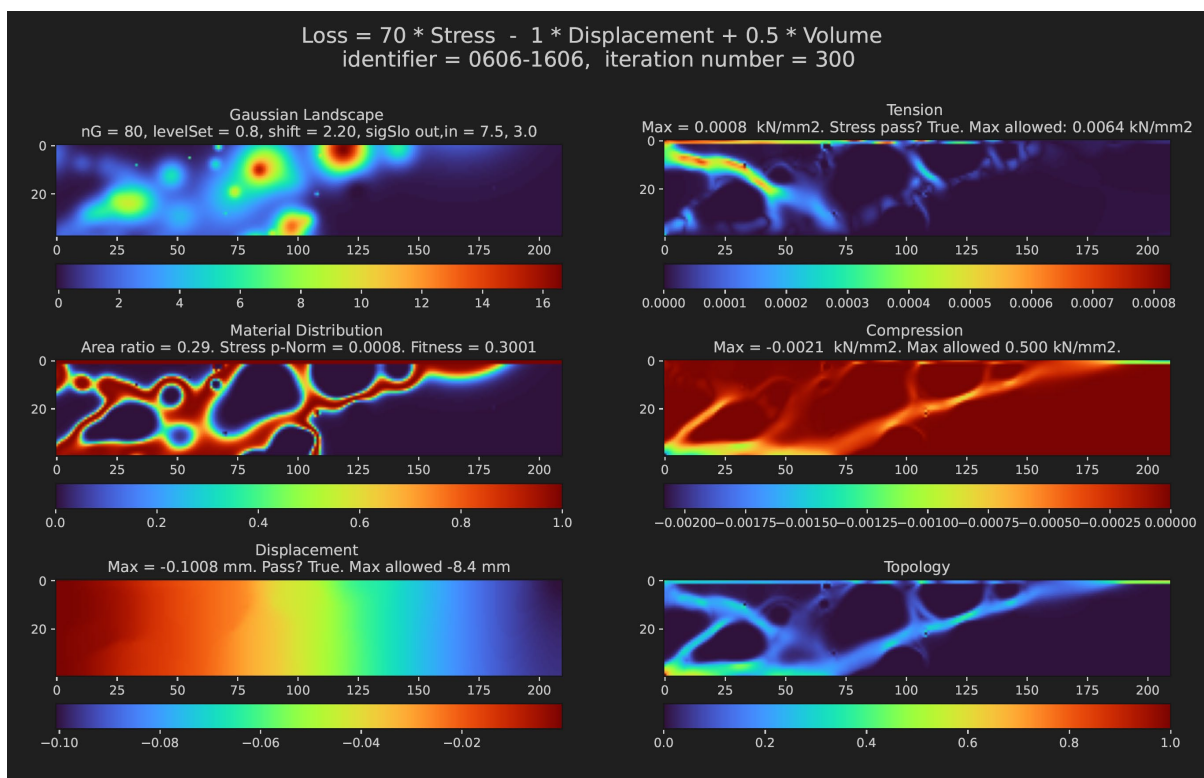 Loss = 70 * Stress  -  1 * Displacement + 0.5 * Volume
identifier = 0606-1606,  iteration number = 300
Gaussian Landscape
nG = 80, levelSet = 0.8, shift = 2.20, sigSlo out,in = 7.5, 3.0
0
20
0 25 50 75 100 125 150 175 200
0 2 4 6 8 10 12 14 16
Tension
Max = 0.0008  kN/mm2. Stress pass? True. Max allowed: 0.0064 kN/mm2
0
20
0 25 50 75 100 125 150 175 200
0.0000 0.0001 0.0002 0.0003 0.0004 0.0005 0.0006 0.0007 0.0008
Material Distribution
Area ratio = 0.29. Stress p-Norm = 0.0008. Fitness = 0.3001
0
20
0 25 50 75 100 125 150 175 200
0.0 0.2 0.4 0.6 0.8 1.0
Compression
Max = -0.0021  kN/mm2. Max allowed 0.500 kN/mm2.
0
20
0 25 50 75 100 125 150 175 200
−0.00200 −0.00175 −0.00150 −0.00125 −0.00100 −0.00075 −0.00050 −0.00025 0.00000
Displacement
Max = -0.1008 mm. Pass? True. Max allowed -8.4 mm
0
20
0 25 50 75 100 125 150 175 200
−0.10 −0.08 −0.06 −0.04 −0.02
Topology
0
20
0 25 50 75 100 125 150 175 200
0.0 0.2 0.4 0.6 0.8 1.0